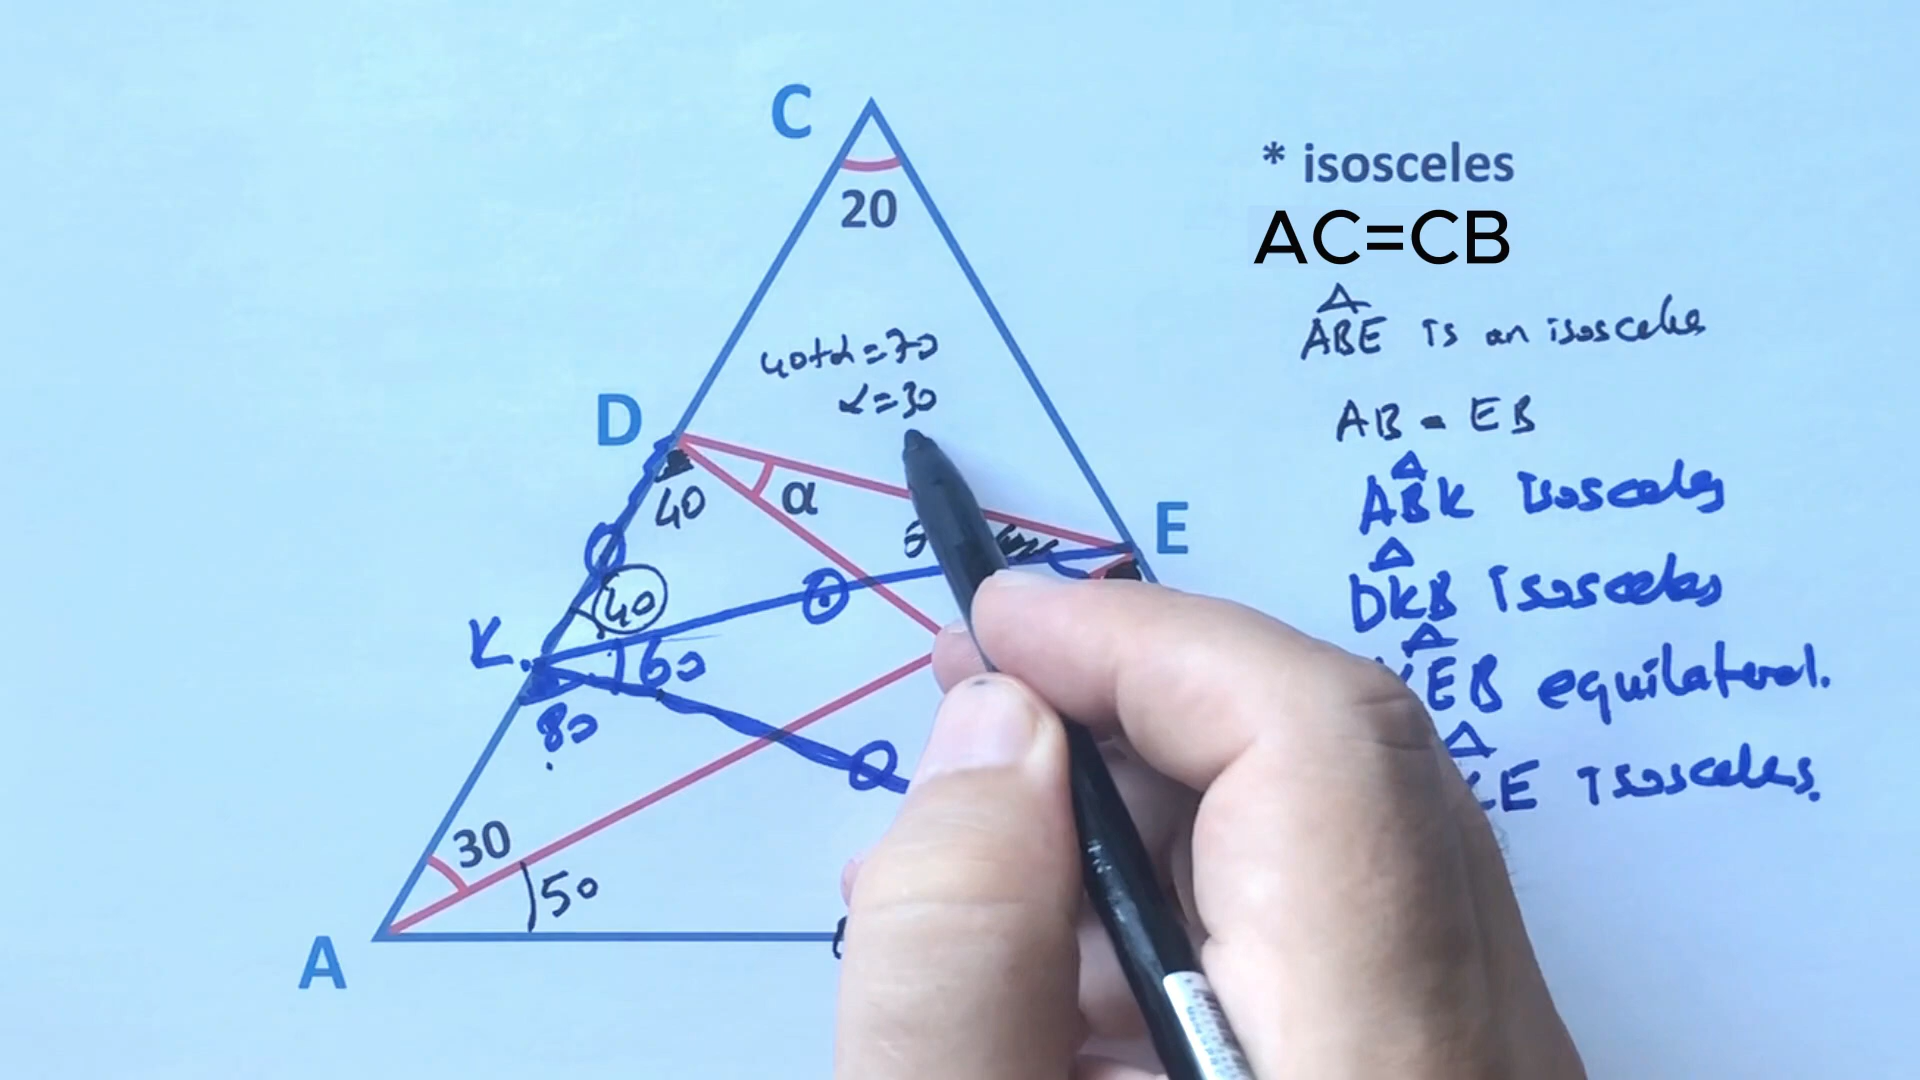 C
* isosceles
20
AC=CB
ABE is an isosceles
40+α=70
α=30
D
AB = EB
40
α
E
ABK isosceles
40
DKB isosceles
K.
60
EB equilateral.
80
E isosceles.
30
50
A